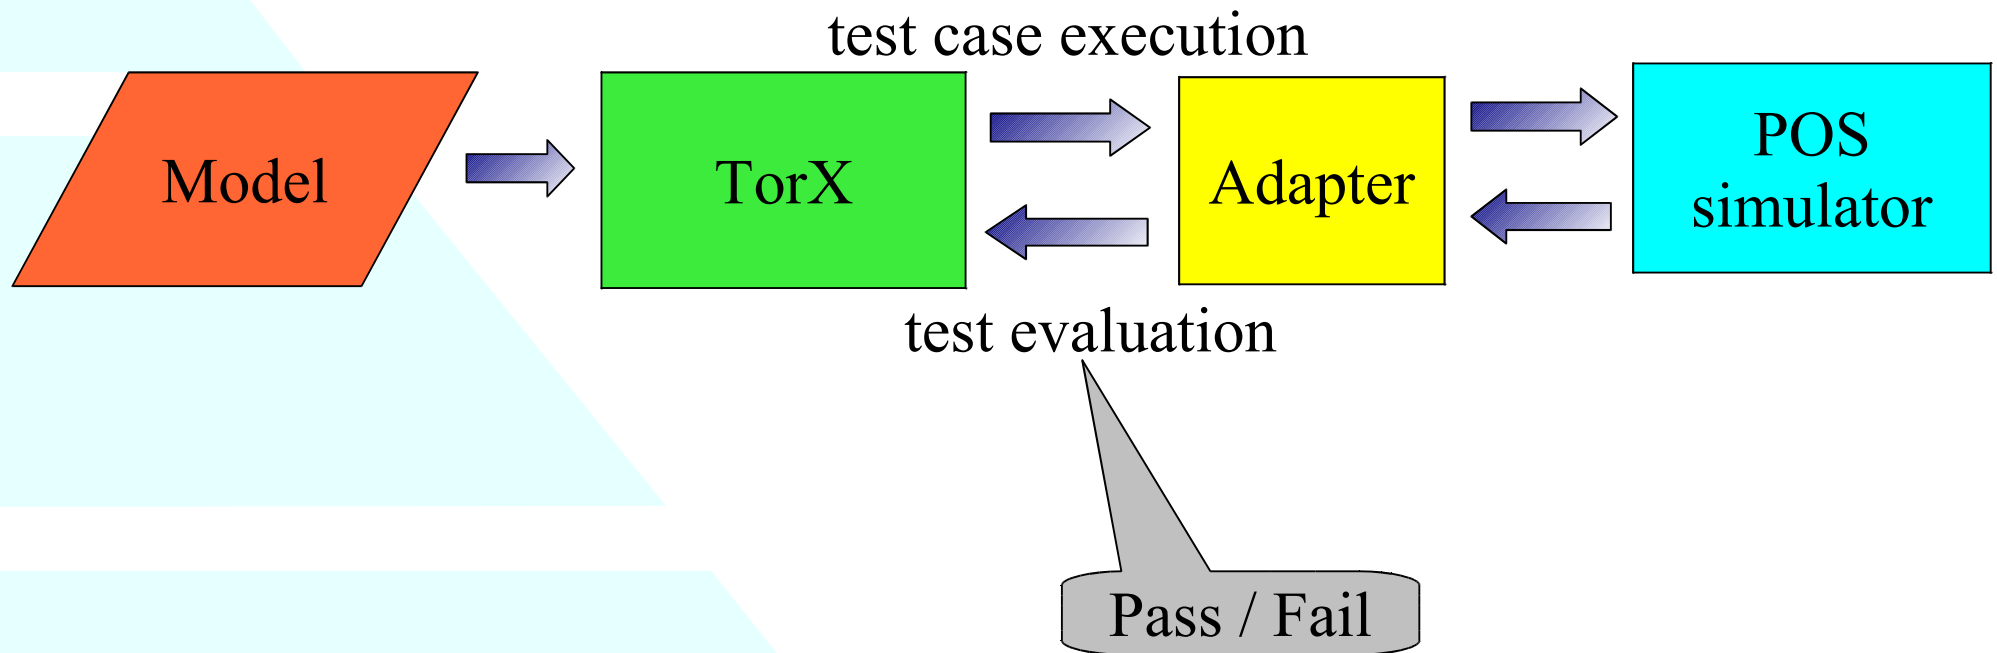 test case execution
Model
TorX
Adapter
POS
simulator
test evaluation
Pass / Fail